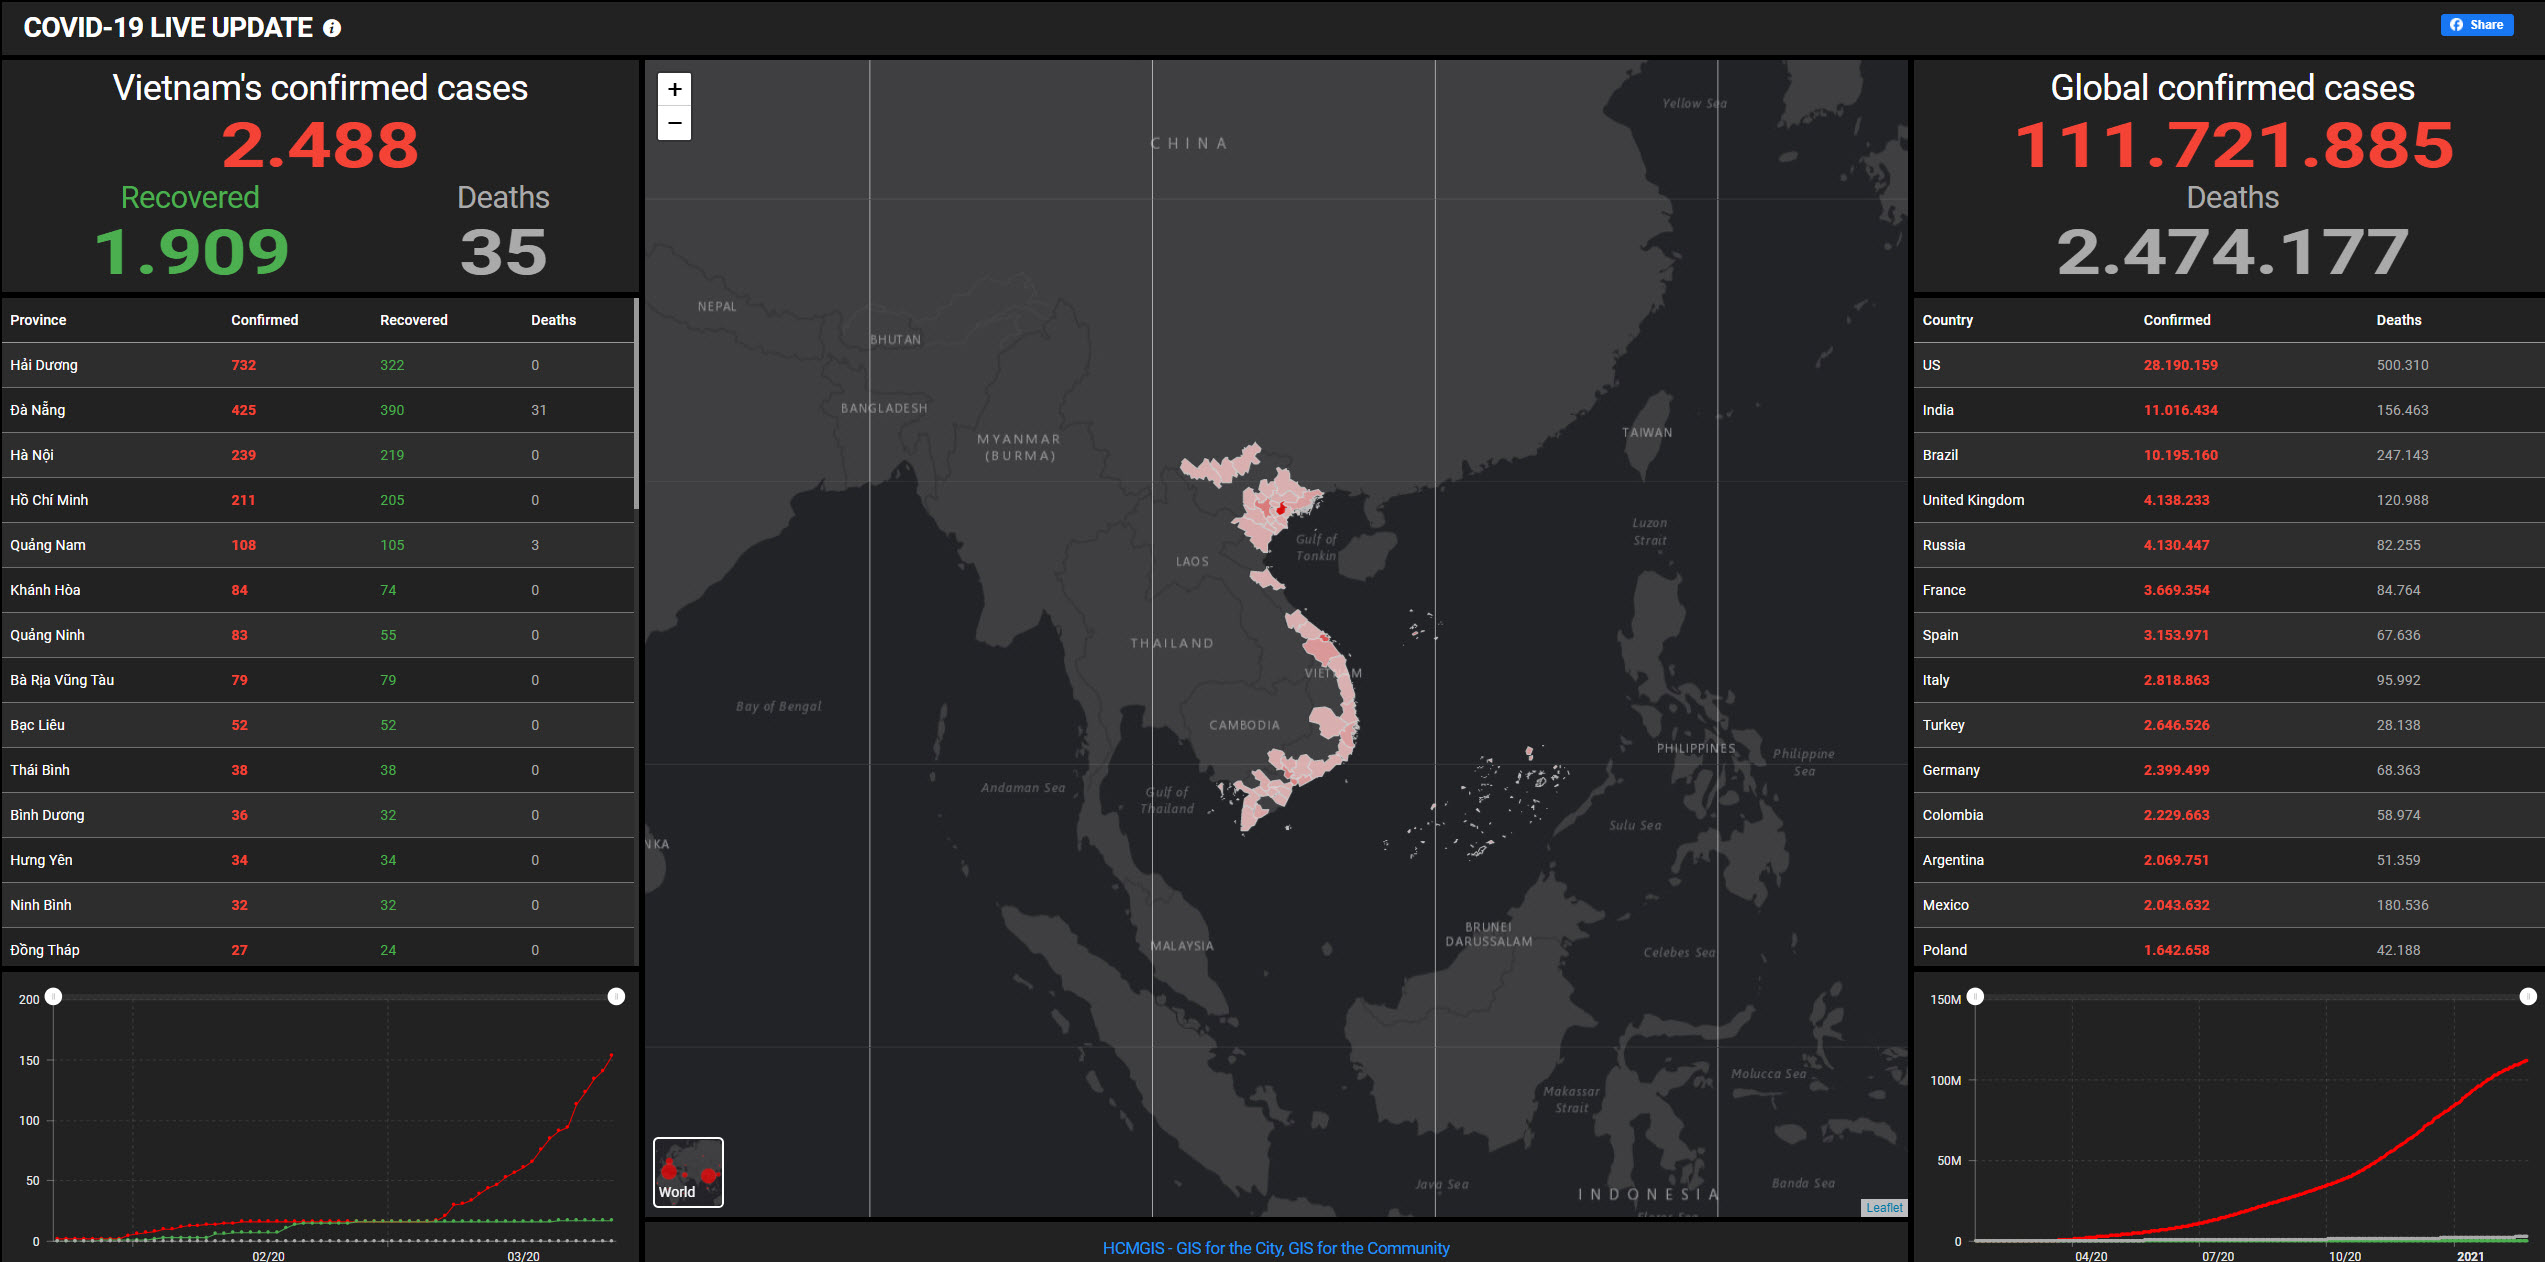 COVID-19 LIVE UPDATE
Share
Vietnam's confirmed cases
2.488
Recovered Deaths
1.909 35
Province Confirmed Recovered Deaths
Hải Dương 732 322 0
Đà Nẵng 425 390 31
Hà Nội 239 219 0
Hồ Chí Minh 211 205 0
Quảng Nam 108 105 3
Khánh Hòa 84 74 0
Quảng Ninh 83 55 0
Bà Rịa Vũng Tàu 79 79 0
Bạc Liêu 52 52 0
Thái Bình 38 38 0
Bình Dương 36 32 0
Hưng Yên 34 34 0
Ninh Bình 32 32 0
Đồng Tháp 27 24 0
200
150
100
50
0
02/20 03/20
+
−
Yellow Sea
CHINA
NEPAL
BHUTAN
BANGLADESH
TAIWAN
MYANMAR
(BURMA)
Luzon
Strait
Gulf of
Tonkin
LAOS
THAILAND
VIETNAM
Bay of Bengal
CAMBODIA
PHILIPPINES
Philippine
Sea
Andaman Sea
Gulf of
Thailand
Sulu Sea
NKA
BRUNEI
DARUSSALAM
MALAYSIA
Celebes Sea
Molucca Sea
Makassar
Strait
Java Sea
Banda Sea
INDONESIA
Flores Sea
World
Leaflet
HCMGIS - GIS for the City, GIS for the Community
Global confirmed cases
111.721.885
Deaths
2.474.177
Country Confirmed Deaths
US 28.190.159 500.310
India 11.016.434 156.463
Brazil 10.195.160 247.143
United Kingdom 4.138.233 120.988
Russia 4.130.447 82.255
France 3.669.354 84.764
Spain 3.153.971 67.636
Italy 2.818.863 95.992
Turkey 2.646.526 28.138
Germany 2.399.499 68.363
Colombia 2.229.663 58.974
Argentina 2.069.751 51.359
Mexico 2.043.632 180.536
Poland 1.642.658 42.188
150M
100M
50M
0
04/20 07/20 10/20 2021